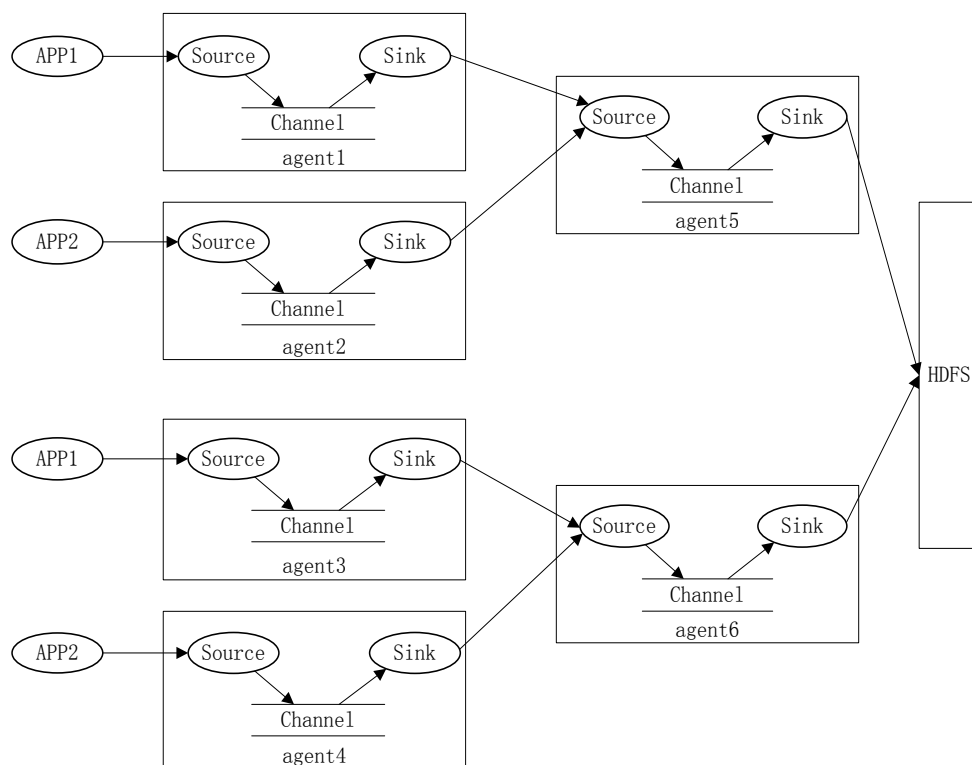 APP1
Source
Sink
Channel
agent1
APP2
Source
Sink
Channel
agent2
Source
Sink
Channel
agent5
HDFS
APP1
Source
Sink
Channel
agent3
APP2
Source
Sink
Channel
agent4
Source
Sink
Channel
agent6